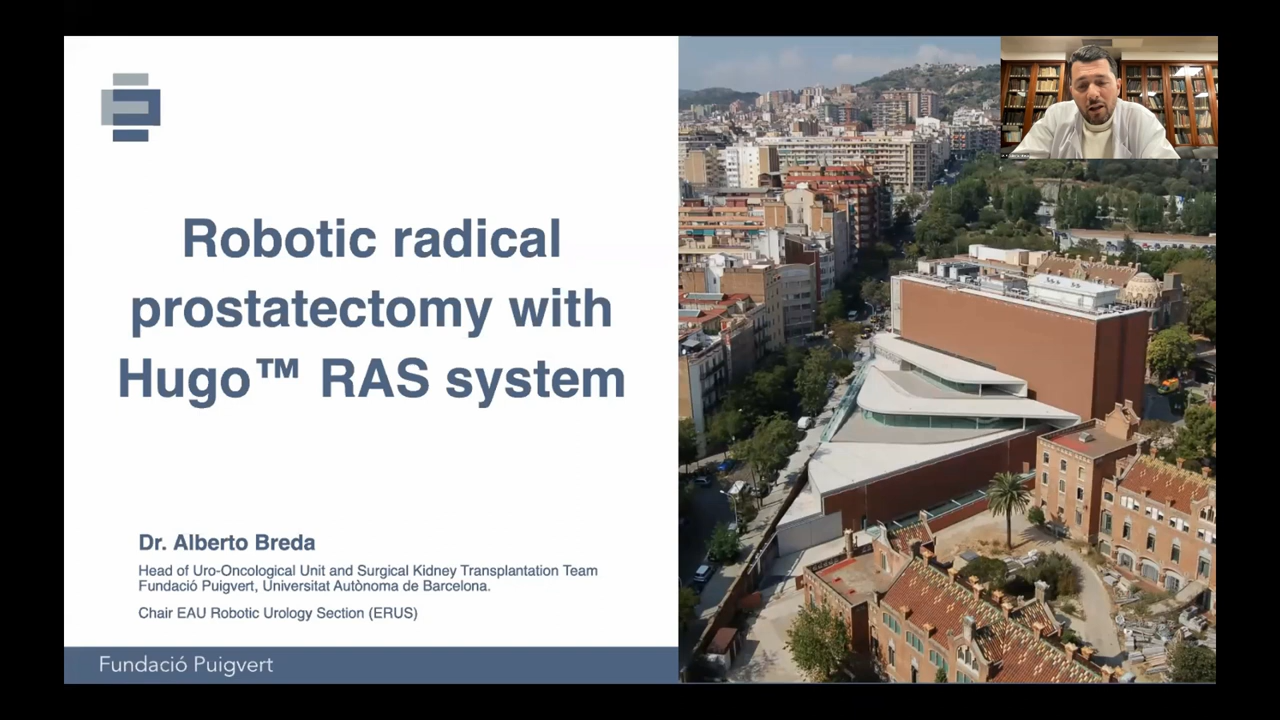 Robotic radical
prostatectomy with
Hugo™ RAS system
Dr. Alberto Breda
Head of Uro-Oncological Unit and Surgical Kidney Transplantation Team
Fundació Puigvert, Universitat Autònoma de Barcelona.
Chair EAU Robotic Urology Section (ERUS)
Fundació Puigvert